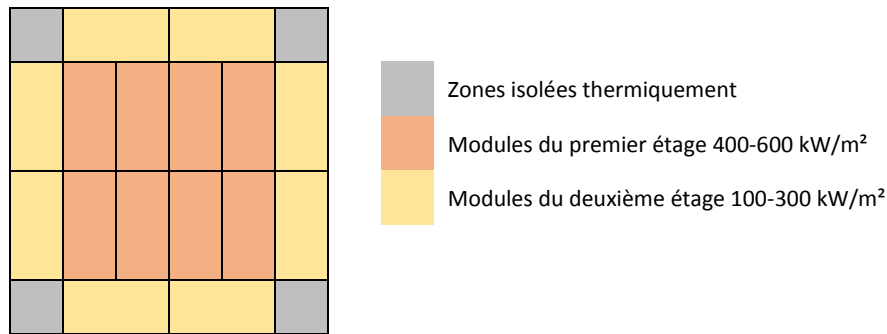 Zones isolées thermiquement
Modules du premier étage 400-600 kW/m²
Modules du deuxième étage 100-300 kW/m²